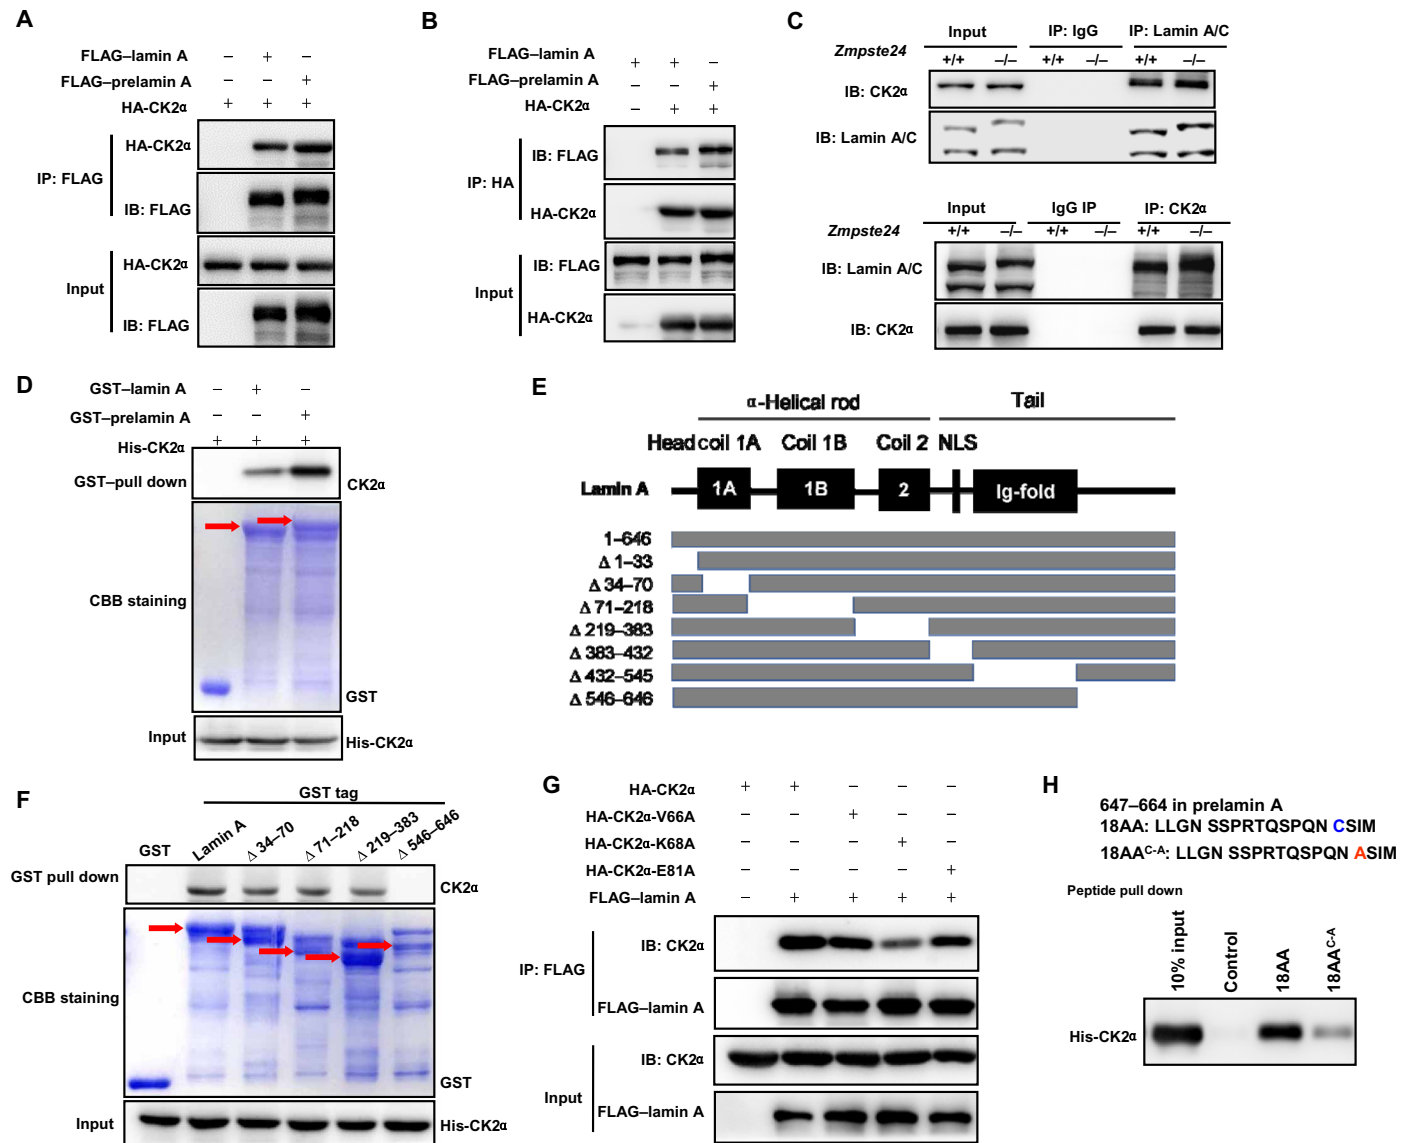 A
FLAG–lamin A – + –
FLAG–prelamin A – – +
HA-CK2α + + +
IP: FLAG
HA-CK2α
IB: FLAG
Input
HA-CK2α
IB: FLAG
B
FLAG–lamin A + + –
FLAG–prelamin A – – +
HA-CK2α – + +
IP: HA
IB: FLAG
HA-CK2α
Input
IB: FLAG
HA-CK2α
C
Input IP: IgG IP: Lamin A/C
Zmpste24 +/+ –/– +/+ –/– +/+ –/–
IB: CK2α
IB: Lamin A/C
Input IgG IP IP: CK2α
Zmpste24 +/+ –/– +/+ –/– +/+ –/–
IB: Lamin A/C
IB: CK2α
D
GST–lamin A – + –
GST–prelamin A – – +
His-CK2α + + +
GST–pull down CK2α
CBB staining
GST
Input His-CK2α
E
α-Helical rod Tail
Head coil 1A Coil 1B Coil 2 NLS
Lamin A 1A 1B 2 Ig-fold
1–646
Δ 1–33
Δ 34–70
Δ 71–218
Δ 219–383
Δ 383–432
Δ 432–545
Δ 546–646
F
GST tag
GST Lamin A Δ 34–70 Δ 71–218 Δ 219–383 Δ 546–646
GST pull down CK2α
CBB staining
GST
Input His-CK2α
G
HA-CK2α + + – – –
HA-CK2α-V66A – – + – –
HA-CK2α-K68A – – – + –
HA-CK2α-E81A – – – – +
FLAG–lamin A – + + + +
IP: FLAG
IB: CK2α
FLAG–lamin A
Input
IB: CK2α
FLAG–lamin A
H
647–664 in prelamin A
18AA: LLGN SSPRTQSPQN CSIM
18AA^C-A: LLGN SSPRTQSPQN ASIM
Peptide pull down
10% input Control 18AA 18AA^C-A
His-CK2α